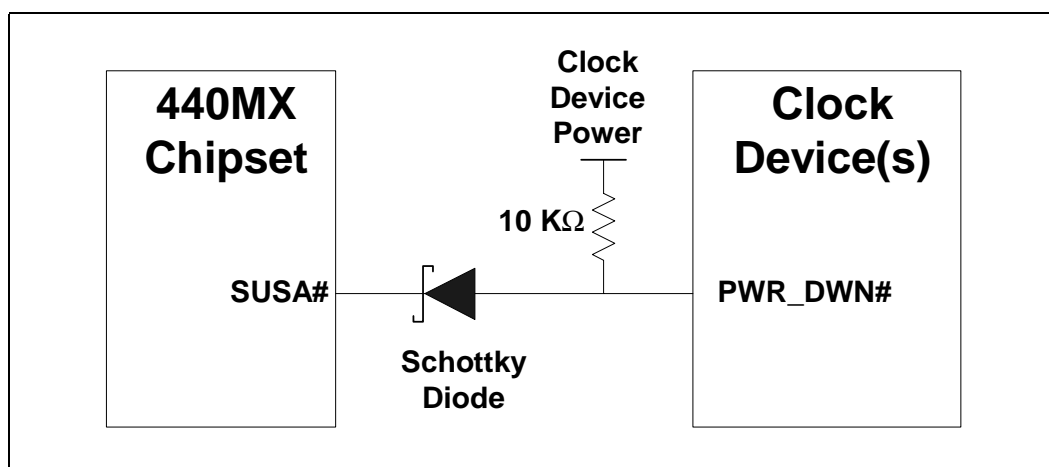 440MX
Chipset
Clock
Device
Power
Clock
Device(s)
10 KΩ
SUSA#
PWR_DWN#
Schottky
Diode